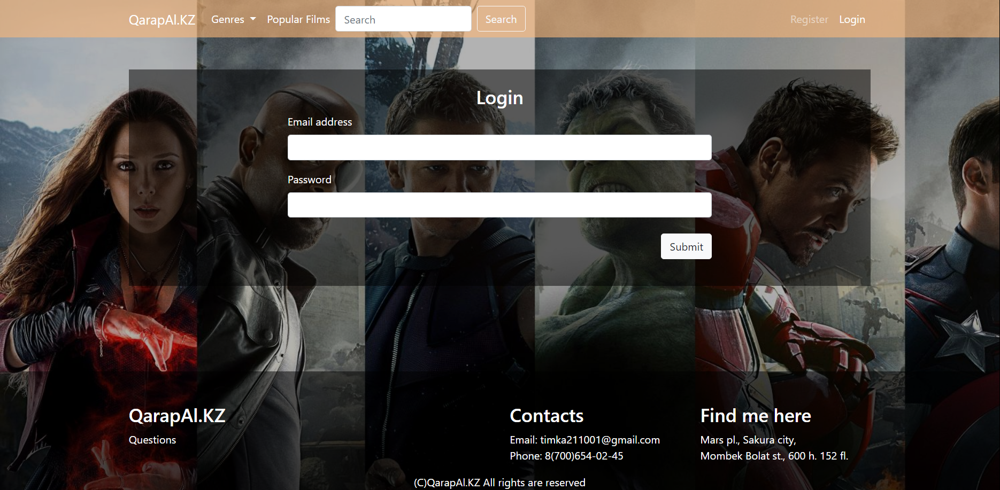 QarapAl.KZ Genres Popular Films Search Search Register Login
Login
Email address
Password
Submit
QarapAl.KZ
Questions
Contacts
Email: timka211001@gmail.com
Phone: 8(700)654-02-45
Find me here
Mars pl., Sakura city,
Mombek Bolat st., 600 h. 152 fl.
(C)QarapAl.KZ All rights are reserved